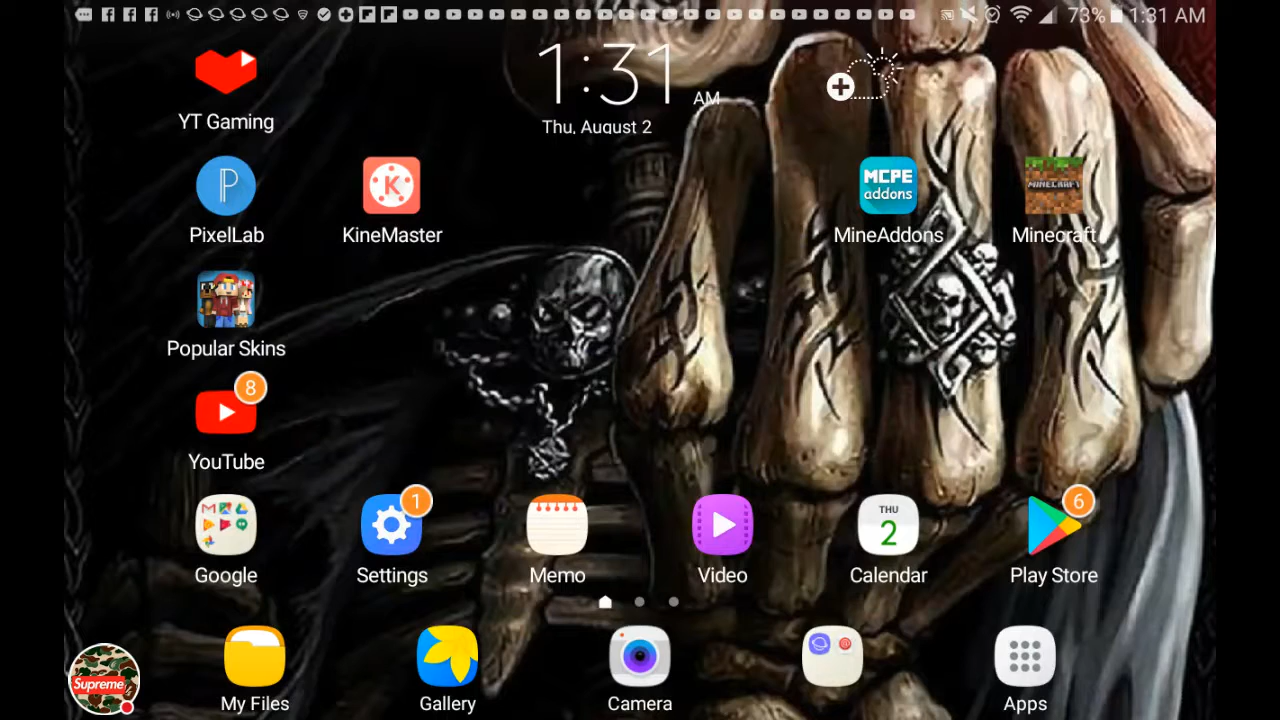 73% 1:31 AM
1:31 AM
Thu, August 2
YT Gaming
P
PixelLab
K
KineMaster
MCPE
addons
MineAddons
MINECRAFT
Minecraft
Popular Skins
8
YouTube
Google
1
Settings
Memo
Video
THU
2
Calendar
6
Play Store
Supreme
My Files
Gallery
Camera
Apps